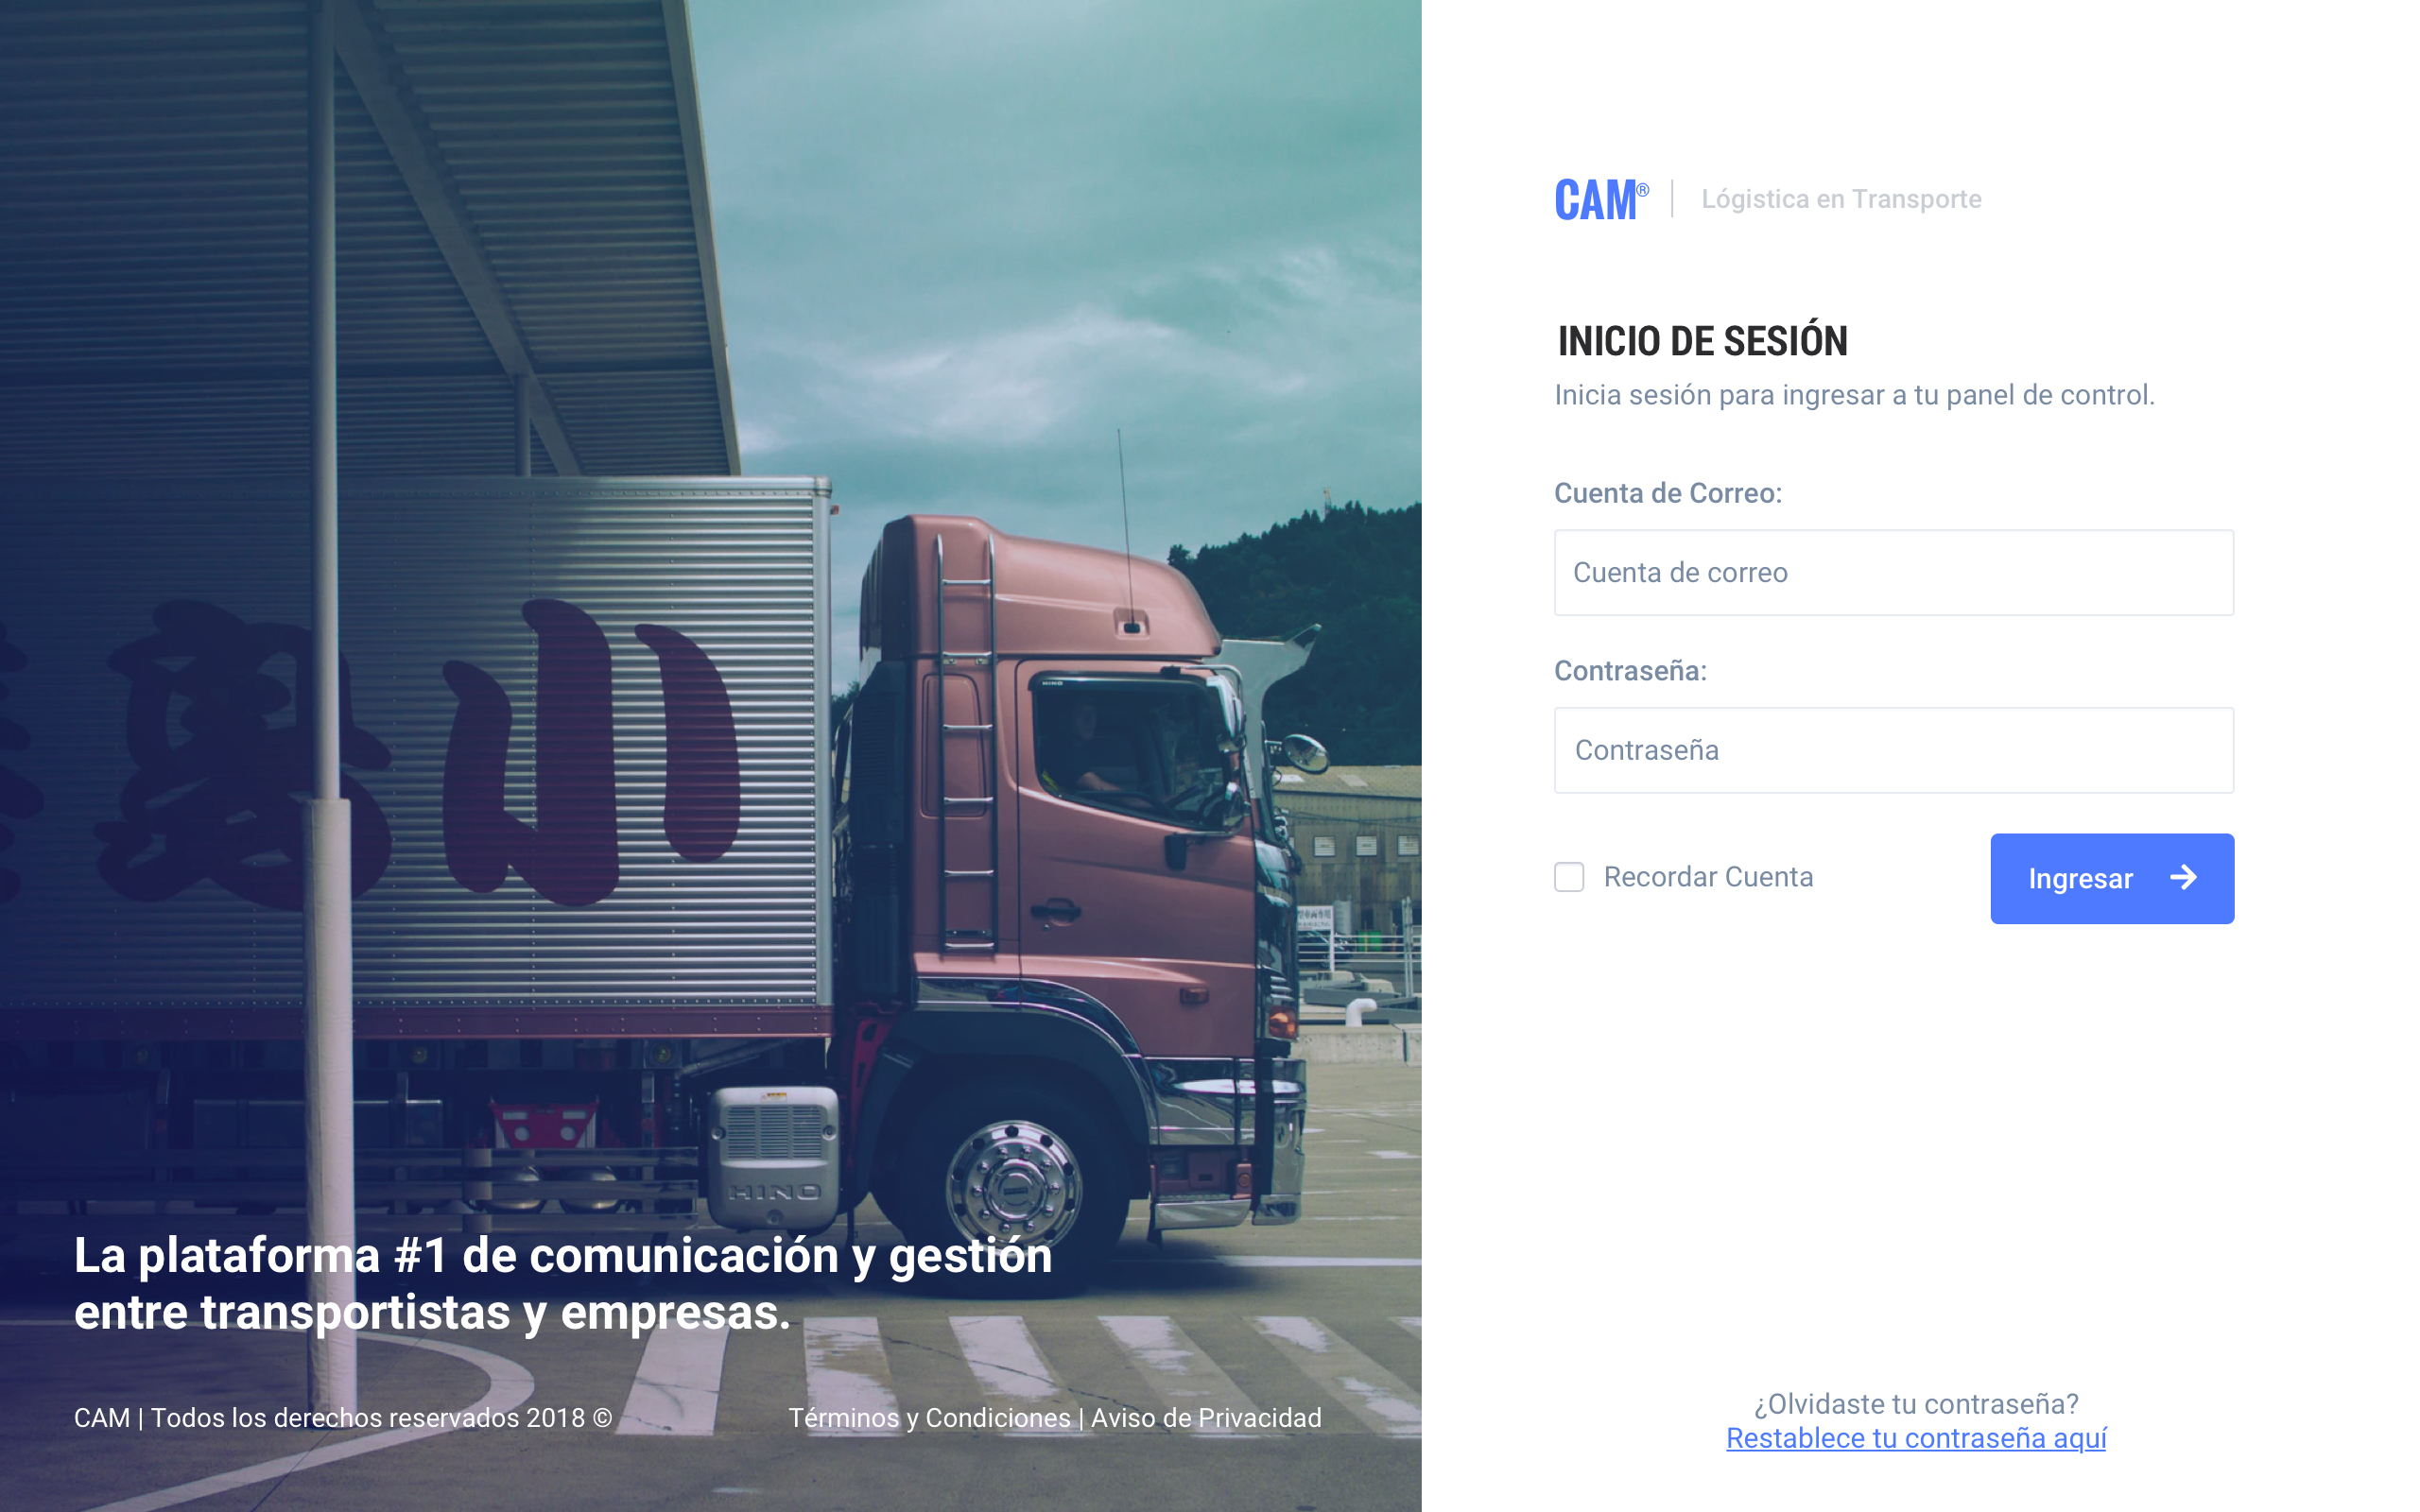 CAM®
Lógistica en Transporte
INICIO DE SESIÓN
Inicia sesión para ingresar a tu panel de control.
Cuenta de Correo:
Cuenta de correo
Contraseña:
Contraseña
Recordar Cuenta
Ingresar
¿Olvidaste tu contraseña?
Restablece tu contraseña aquí
HINO
HINO
La plataforma #1 de comunicación y gestión
entre transportistas y empresas.
CAM | Todos los derechos reservados 2018 ©
Términos y Condiciones | Aviso de Privacidad